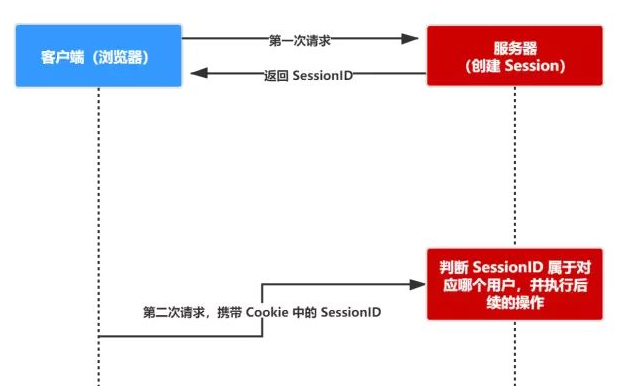 客户端（浏览器）
第一次请求
服务器
（创建 Session）
返回 SessionID
判断 SessionID 属于对
应哪个用户，并执行后
续的操作
第二次请求，携带 Cookie 中的 SessionID